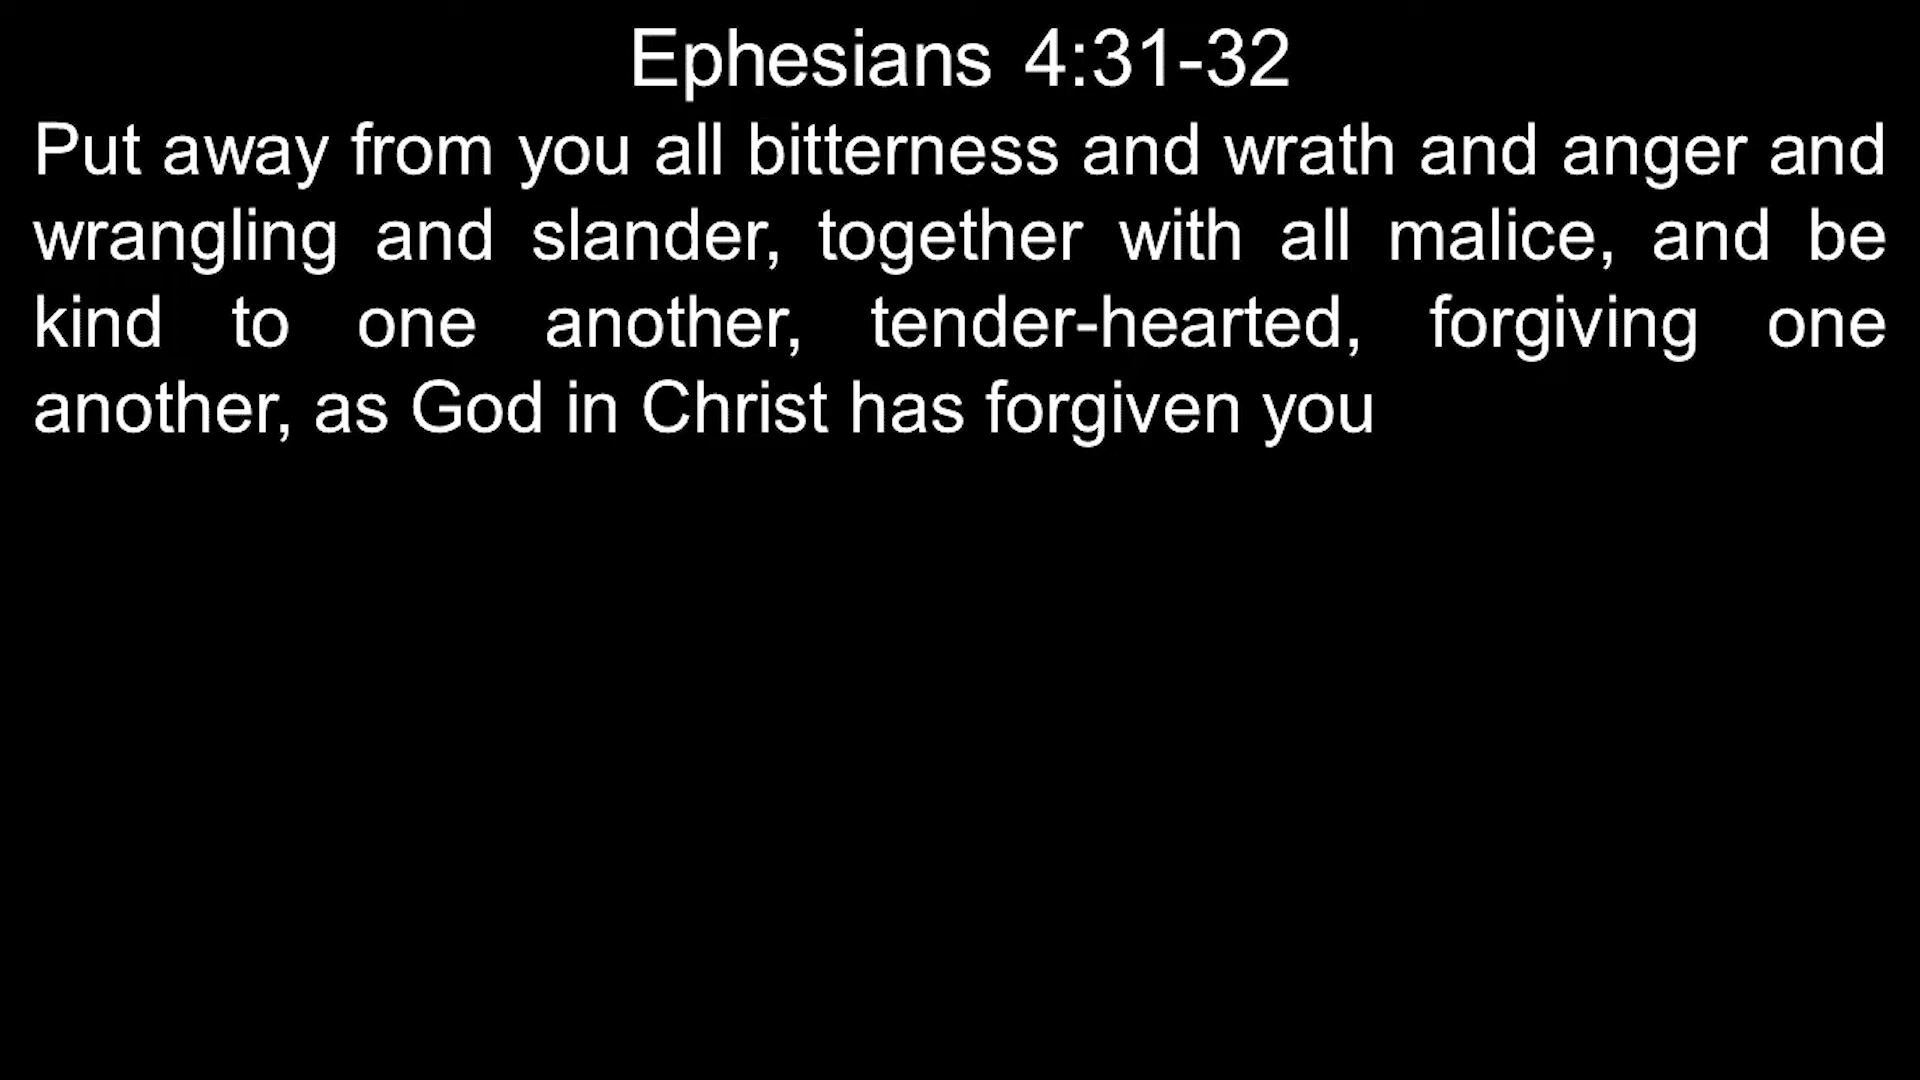 Ephesians 4:31-32
Put away from you all bitterness and wrath and anger and
wrangling and slander, together with all malice, and be
kind to one another, tender-hearted, forgiving one
another, as God in Christ has forgiven you